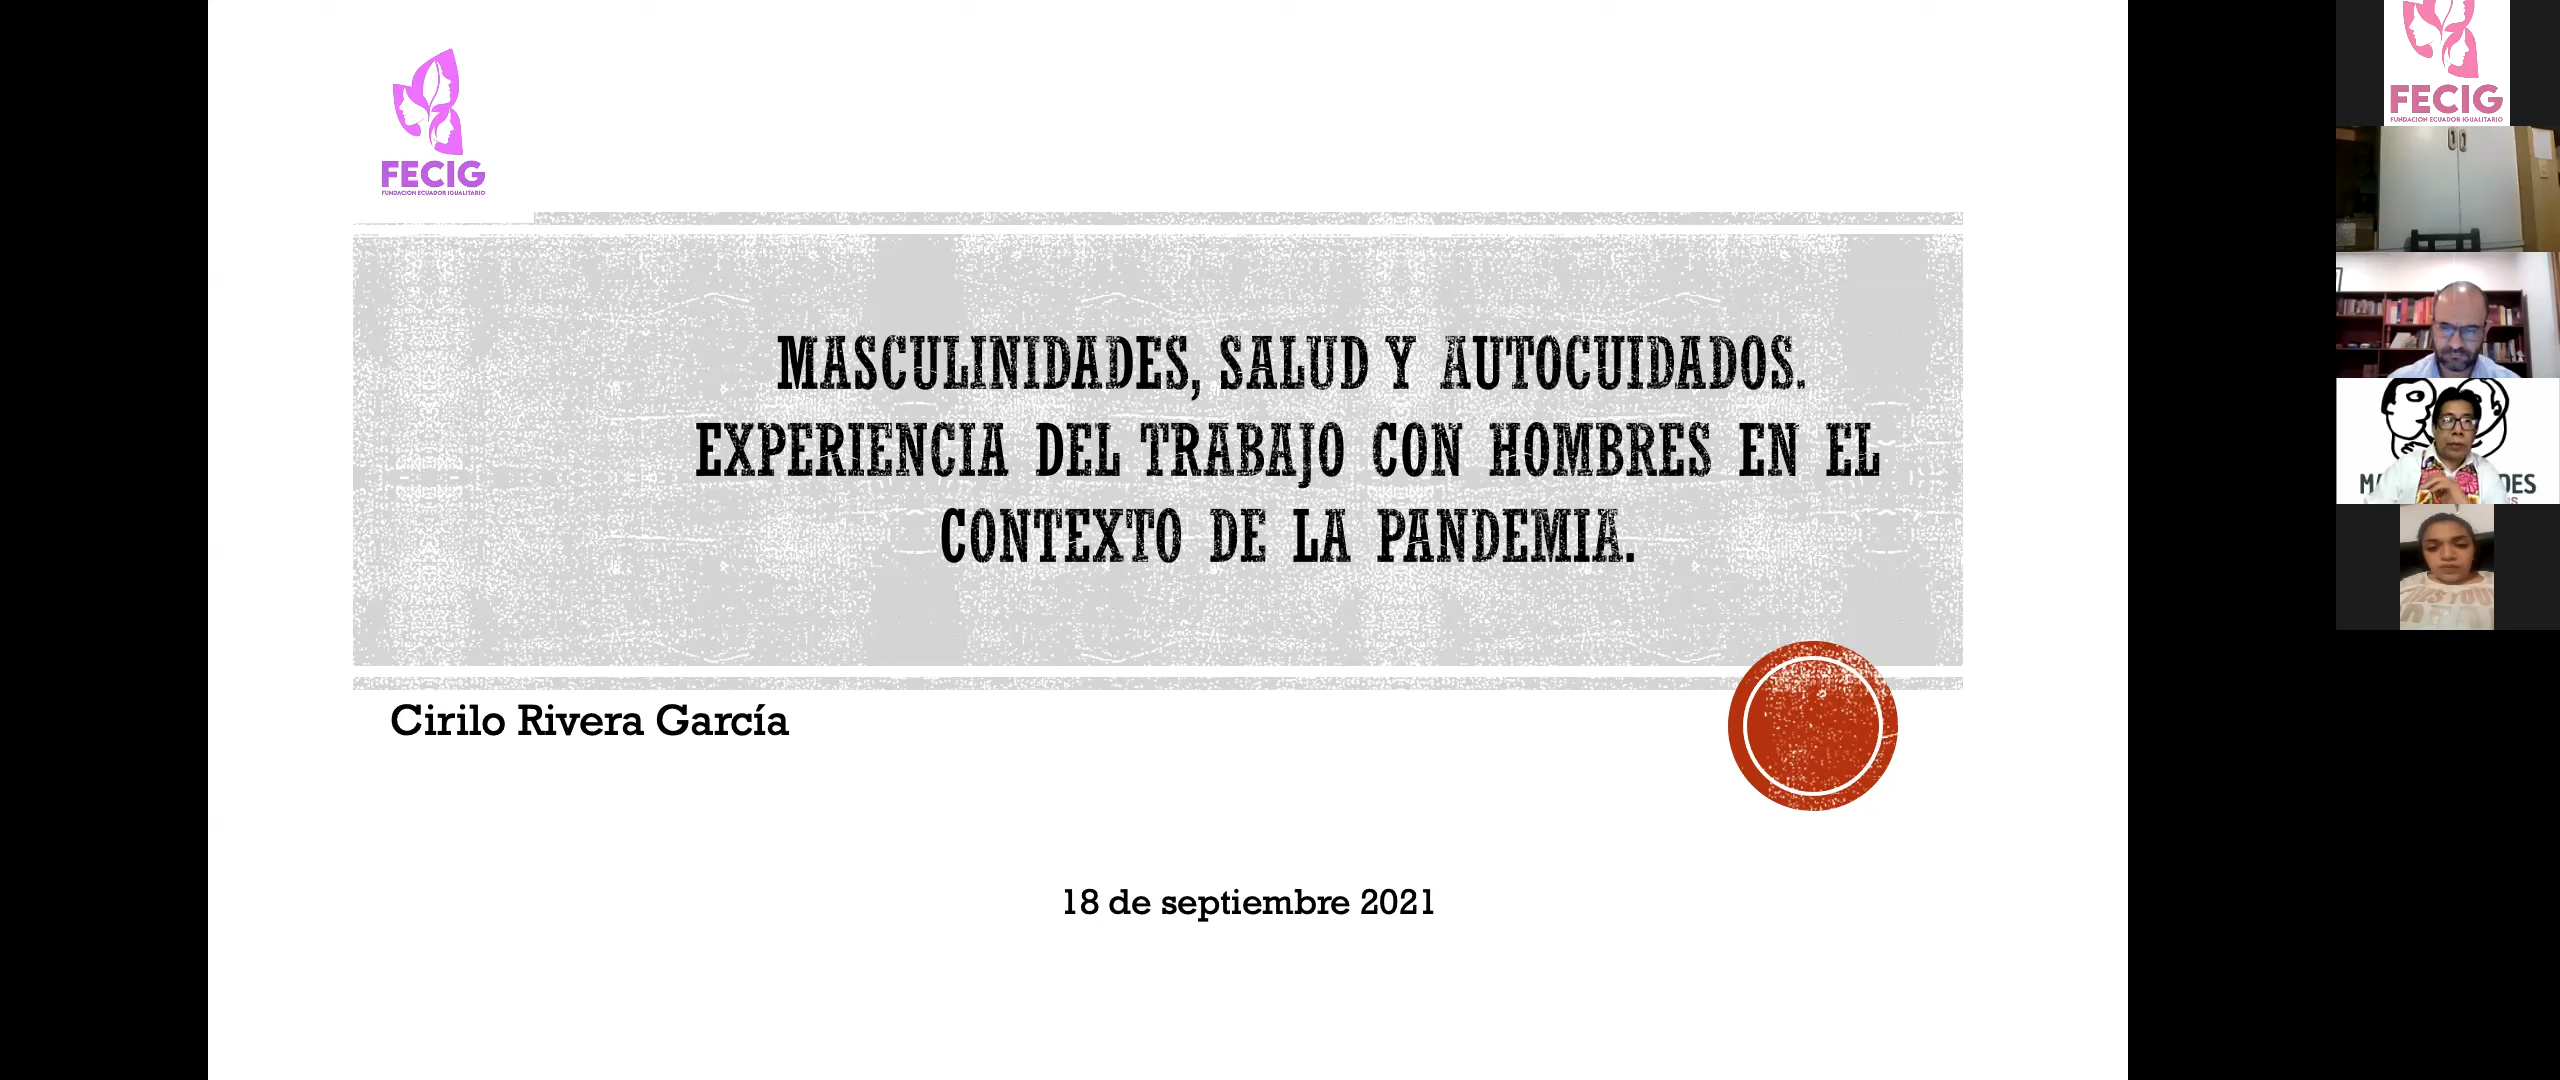 FECIG
FUNDACION ECUADOR IGUALITARIO
MASCULINIDADES, SALUD Y AUTOCUIDADOS.
EXPERIENCIA DEL TRABAJO CON HOMBRES EN EL
CONTEXTO DE LA PANDEMIA.
Cirilo Rivera García
18 de septiembre 2021
FECIG
FUNDACION ECUADOR IGUALITARIO